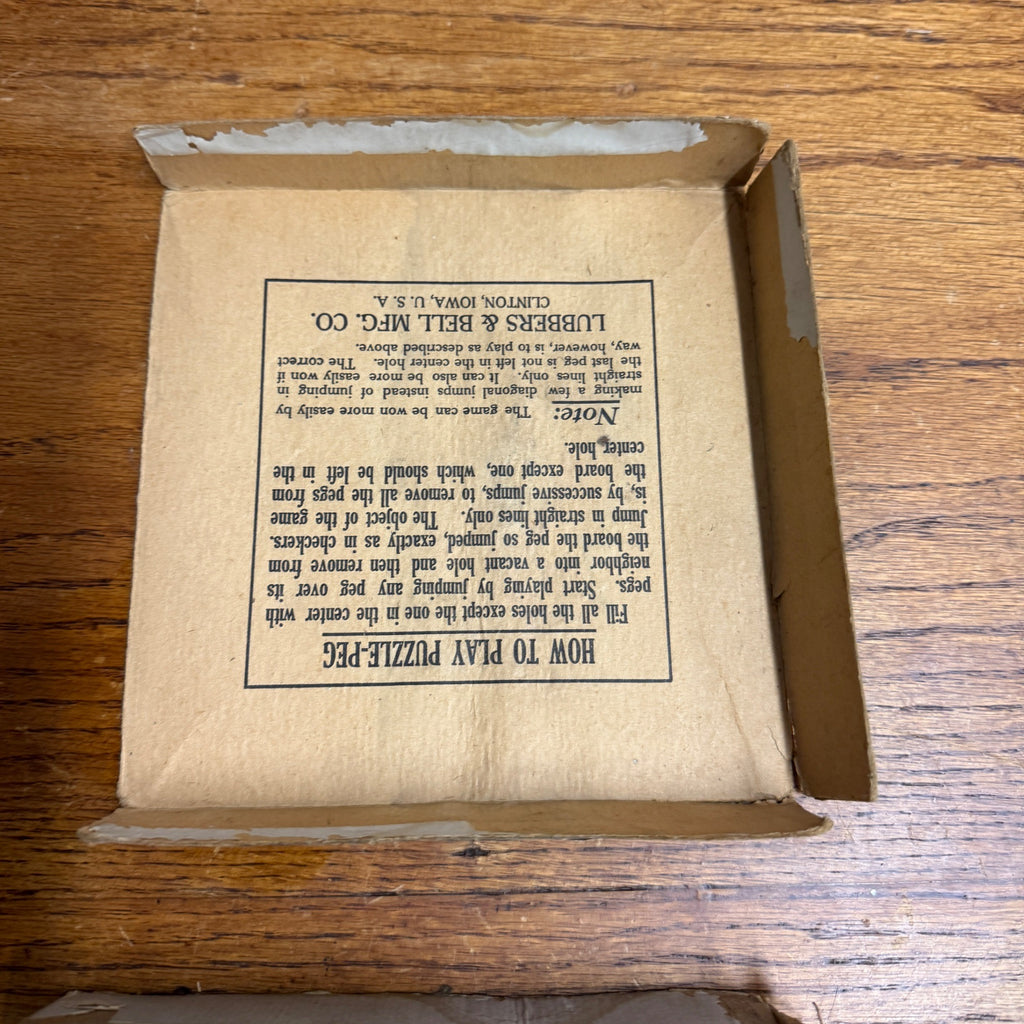 HOW TO PLAY PUZZLE-PEG
Fill all the holes except the one in the center with
pegs. Start playing by jumping any peg over its
neighbor into a vacant hole and then remove from
the board the peg so jumped, exactly as in checkers.
Jump in straight lines only. The object of the game
is, by successive jumps, to remove all the pegs from
the board except one, which should be left in the
center hole.
Note: The game can be won more easily by
making a few diagonal jumps instead of jumping in
straight lines only. It can also be more easily won if
the last peg is not left in the center hole. The correct
way, however, is to play as described above.
LUBBERS & BELL MFG. CO.
CLINTON, IOWA, U. S. A.